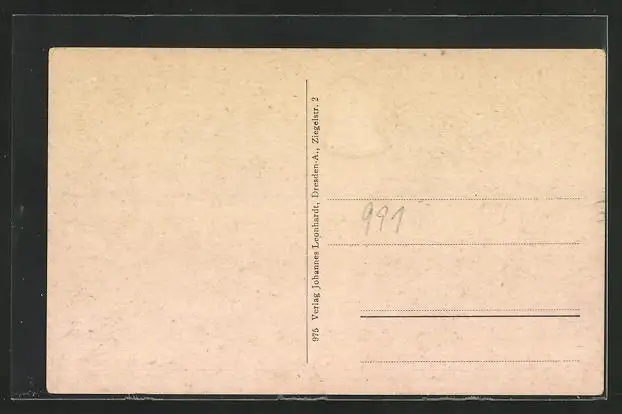 975 Verlag Johannes Leonhardt, Dresden-A., Ziegelstr. 2
991